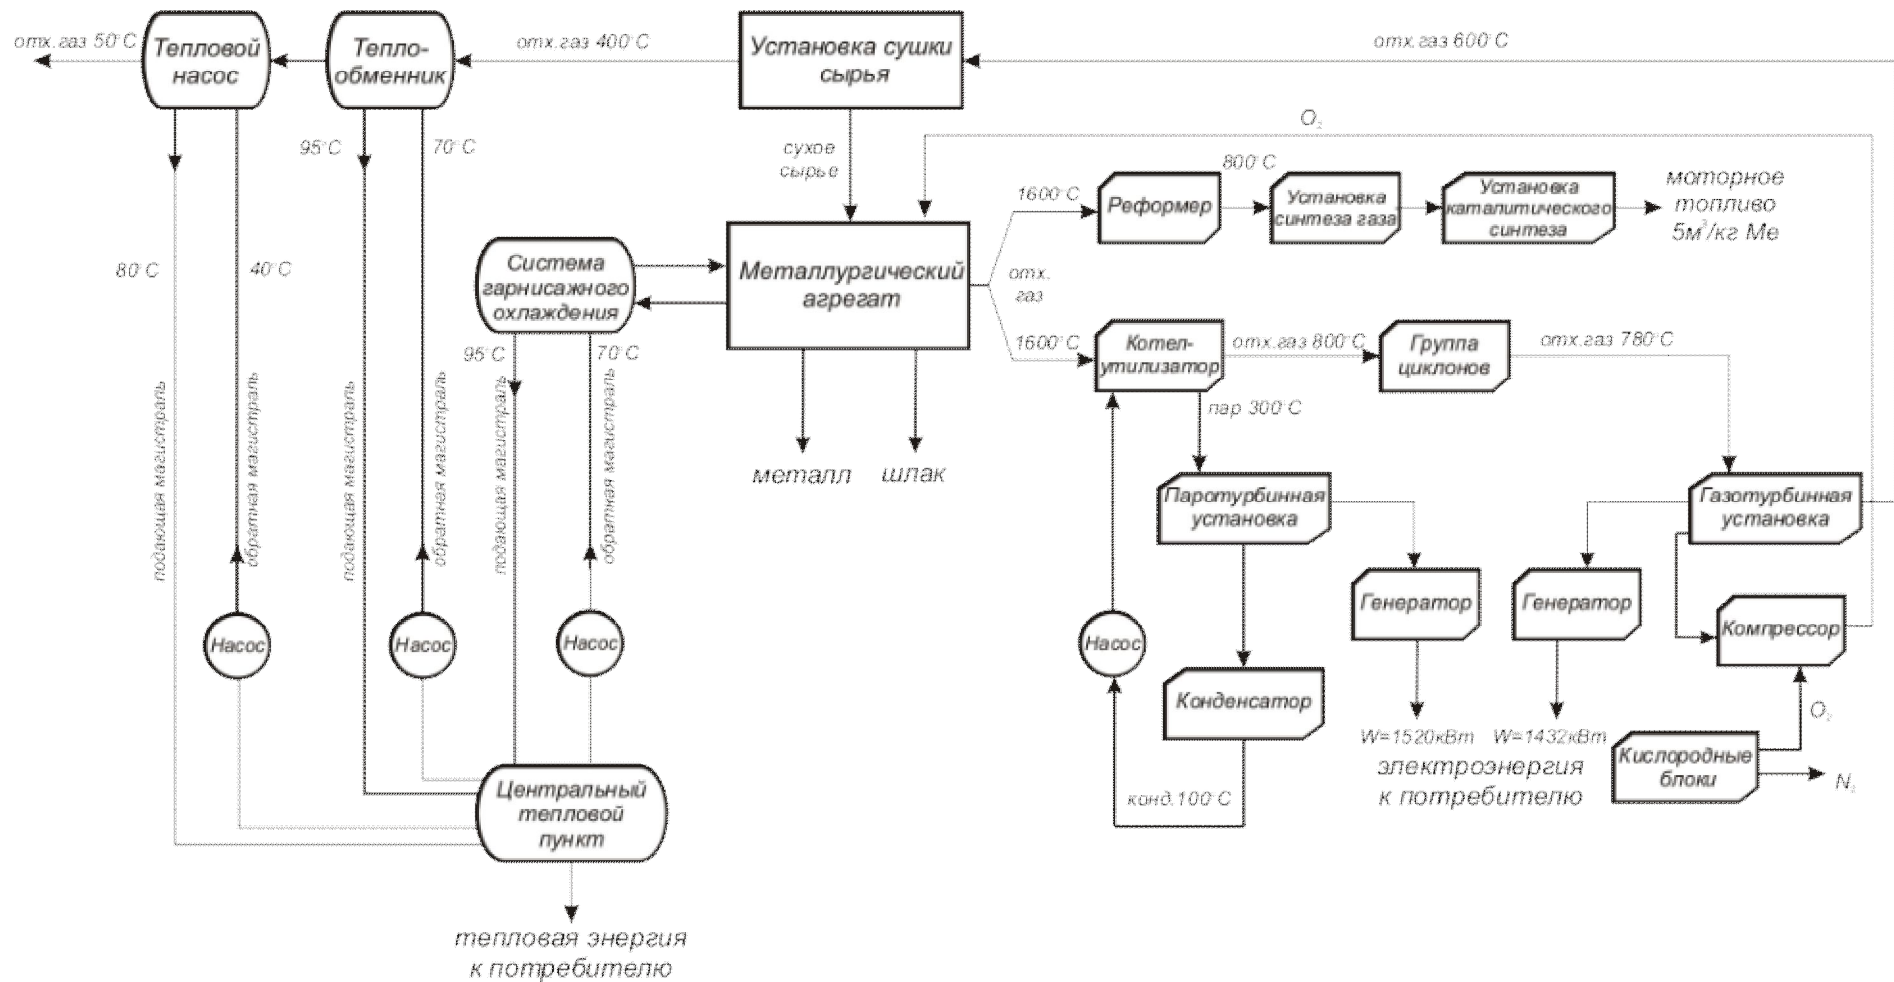 отх.газ 50°С
Тепловой
насос
Тепло-
обменник
отх.газ 400°С
Установка сушки
сырья
отх.газ 600°С
O₂
95°С
70°С
сухое
сырье
80°С
40°С
1600°С
Реформер
800°С
Установка
синтеза газа
Установка
каталитического
синтеза
моторное
топливо
5м³/кг Ме
Система
гарнисажного
охлаждения
Металлургический
агрегат
отх.
газ
95°С
70°С
1600°С
Котел-
утилизатор
отх.газ 800°С
Группа
циклонов
отх.газ 780°С
пар 300°С
подающая магистраль
обратная магистраль
подающая магистраль
обратная магистраль
подающая магистраль
обратная магистраль
металл
шлак
Паротурбинная
установка
Газотурбинная
установка
Генератор
Генератор
Компрессор
Насос
Насос
Насос
Насос
Конденсатор
O₂
W=1520кВт
W=1432кВт
электроэнергия
к потребителю
Кислородные
блоки
N₂
конд.100°С
Центральный
тепловой
пункт
тепловая энергия
к потребителю